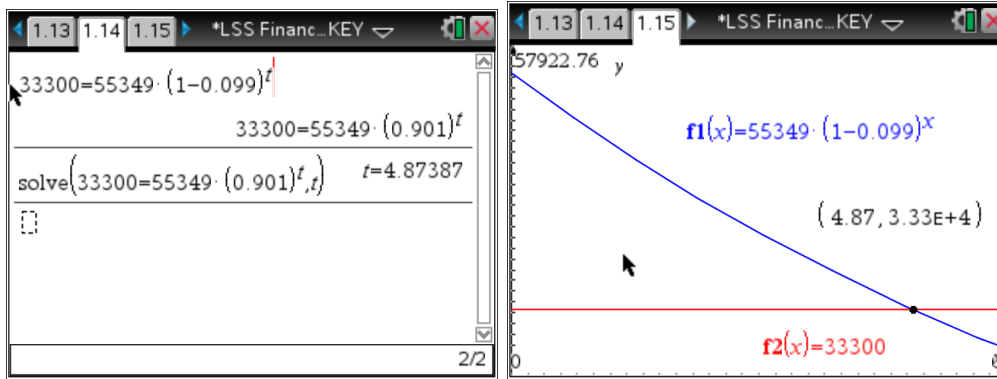 1.13 1.14 1.15 *LSS Financ...KEY
33300=55349·(1-0.099)^t
33300=55349·(0.901)^t
solve(33300=55349·(0.901)^t,t) t=4.87387
2/2
1.13 1.14 1.15 *LSS Financ...KEY
57922.76 y
f1(x)=55349·(1-0.099)^x
(4.87,3.33E+4)
f2(x)=33300
0